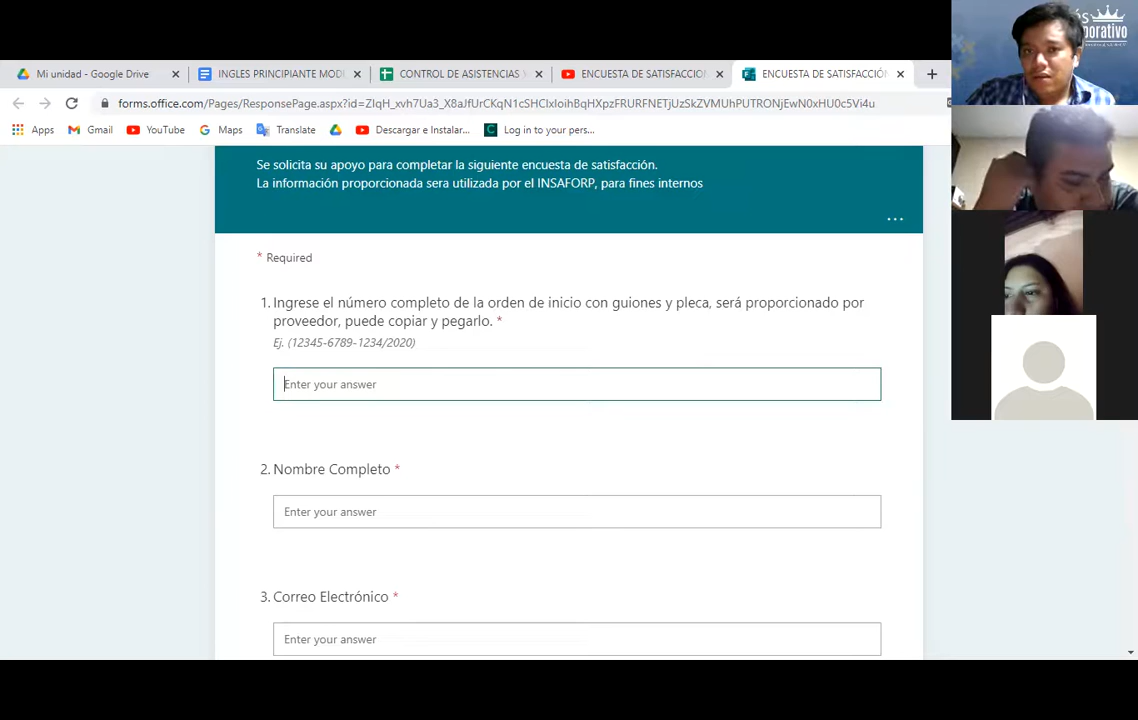 Mi unidad - Google Drive
INGLES PRINCIPIANTE MODU
CONTROL DE ASISTENCIAS Y
ENCUESTA DE SATISFACCION
ENCUESTA DE SATISFACCIÓN
forms.office.com/Pages/ResponsePage.aspx?id=ZIqH_xvh7Ua3_X8aJfUrCKqN1cSHClxIoihBqHXpzFRURFNETjUzSkZVMUhPUTRONjEwN0xHU0c5Vi4u
Apps
Gmail
YouTube
Maps
Translate
Descargar e Instalar...
Log in to your pers...
Se solicita su apoyo para completar la siguiente encuesta de satisfacción.
La información proporcionada sera utilizada por el INSAFORP, para fines internos
...
* Required
1. Ingrese el número completo de la orden de inicio con guiones y pleca, será proporcionado por
proveedor, puede copiar y pegarlo. *
Ej. (12345-6789-1234/2020)
Enter your answer
2. Nombre Completo *
Enter your answer
3. Correo Electrónico *
Enter your answer